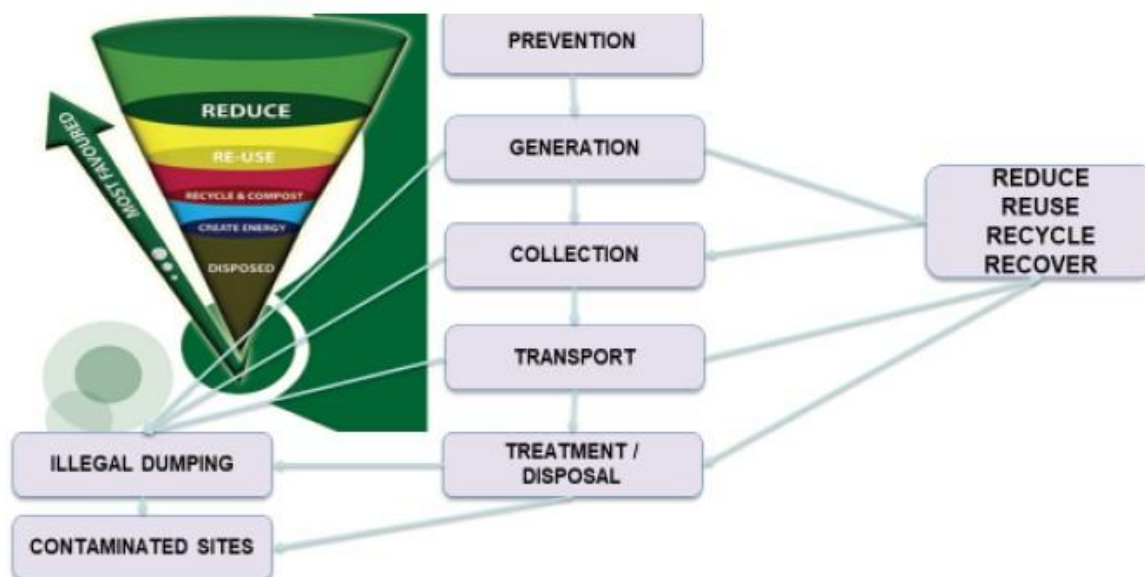 PREVENTION
REDUCE
MOST FAVOURED
RE-USE
RECYCLE & COMPOST
CREATE ENERGY
DISPOSED
GENERATION
COLLECTION
TRANSPORT
TREATMENT /
DISPOSAL
REDUCE
REUSE
RECYCLE
RECOVER
ILLEGAL DUMPING
CONTAMINATED SITES